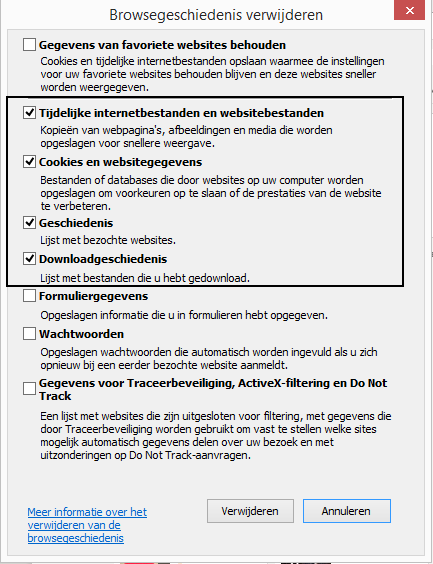 Browsegeschiedenis verwijderen
Gegevens van favoriete websites behouden
Cookies en tijdelijke internetbestanden opslaan waarmee de instellingen
voor uw favoriete websites behouden blijven en deze websites sneller
worden weergegeven.
Tijdelijke internetbestanden en websitebestanden
Kopieën van webpagina's, afbeeldingen en media die worden
opgeslagen voor snellere weergave.
Cookies en websitegegevens
Bestanden of databases die door websites op uw computer worden
opgeslagen om voorkeuren op te slaan of de prestaties van de website
te verbeteren.
Geschiedenis
Lijst met bezochte websites.
Downloadgeschiedenis
Lijst met bestanden die u hebt gedownload.
Formuliergegevens
Opgeslagen informatie die u in formulieren hebt opgegeven.
Wachtwoorden
Opgeslagen wachtwoorden die automatisch worden ingevuld als u zich
opnieuw bij een eerder bezochte website aanmeldt.
Gegevens voor Traceerbeveiliging, ActiveX-filtering en Do Not
Track
Een lijst met websites die zijn uitgesloten voor filtering, met gegevens die
door Traceerbeveiliging worden gebruikt om vast te stellen welke sites
mogelijk automatisch gegevens delen over uw bezoek en met
uitzonderingen op Do Not Track-aanvragen.
Meer informatie over het
verwijderen van de
browsegeschiedenis
Verwijderen
Annuleren